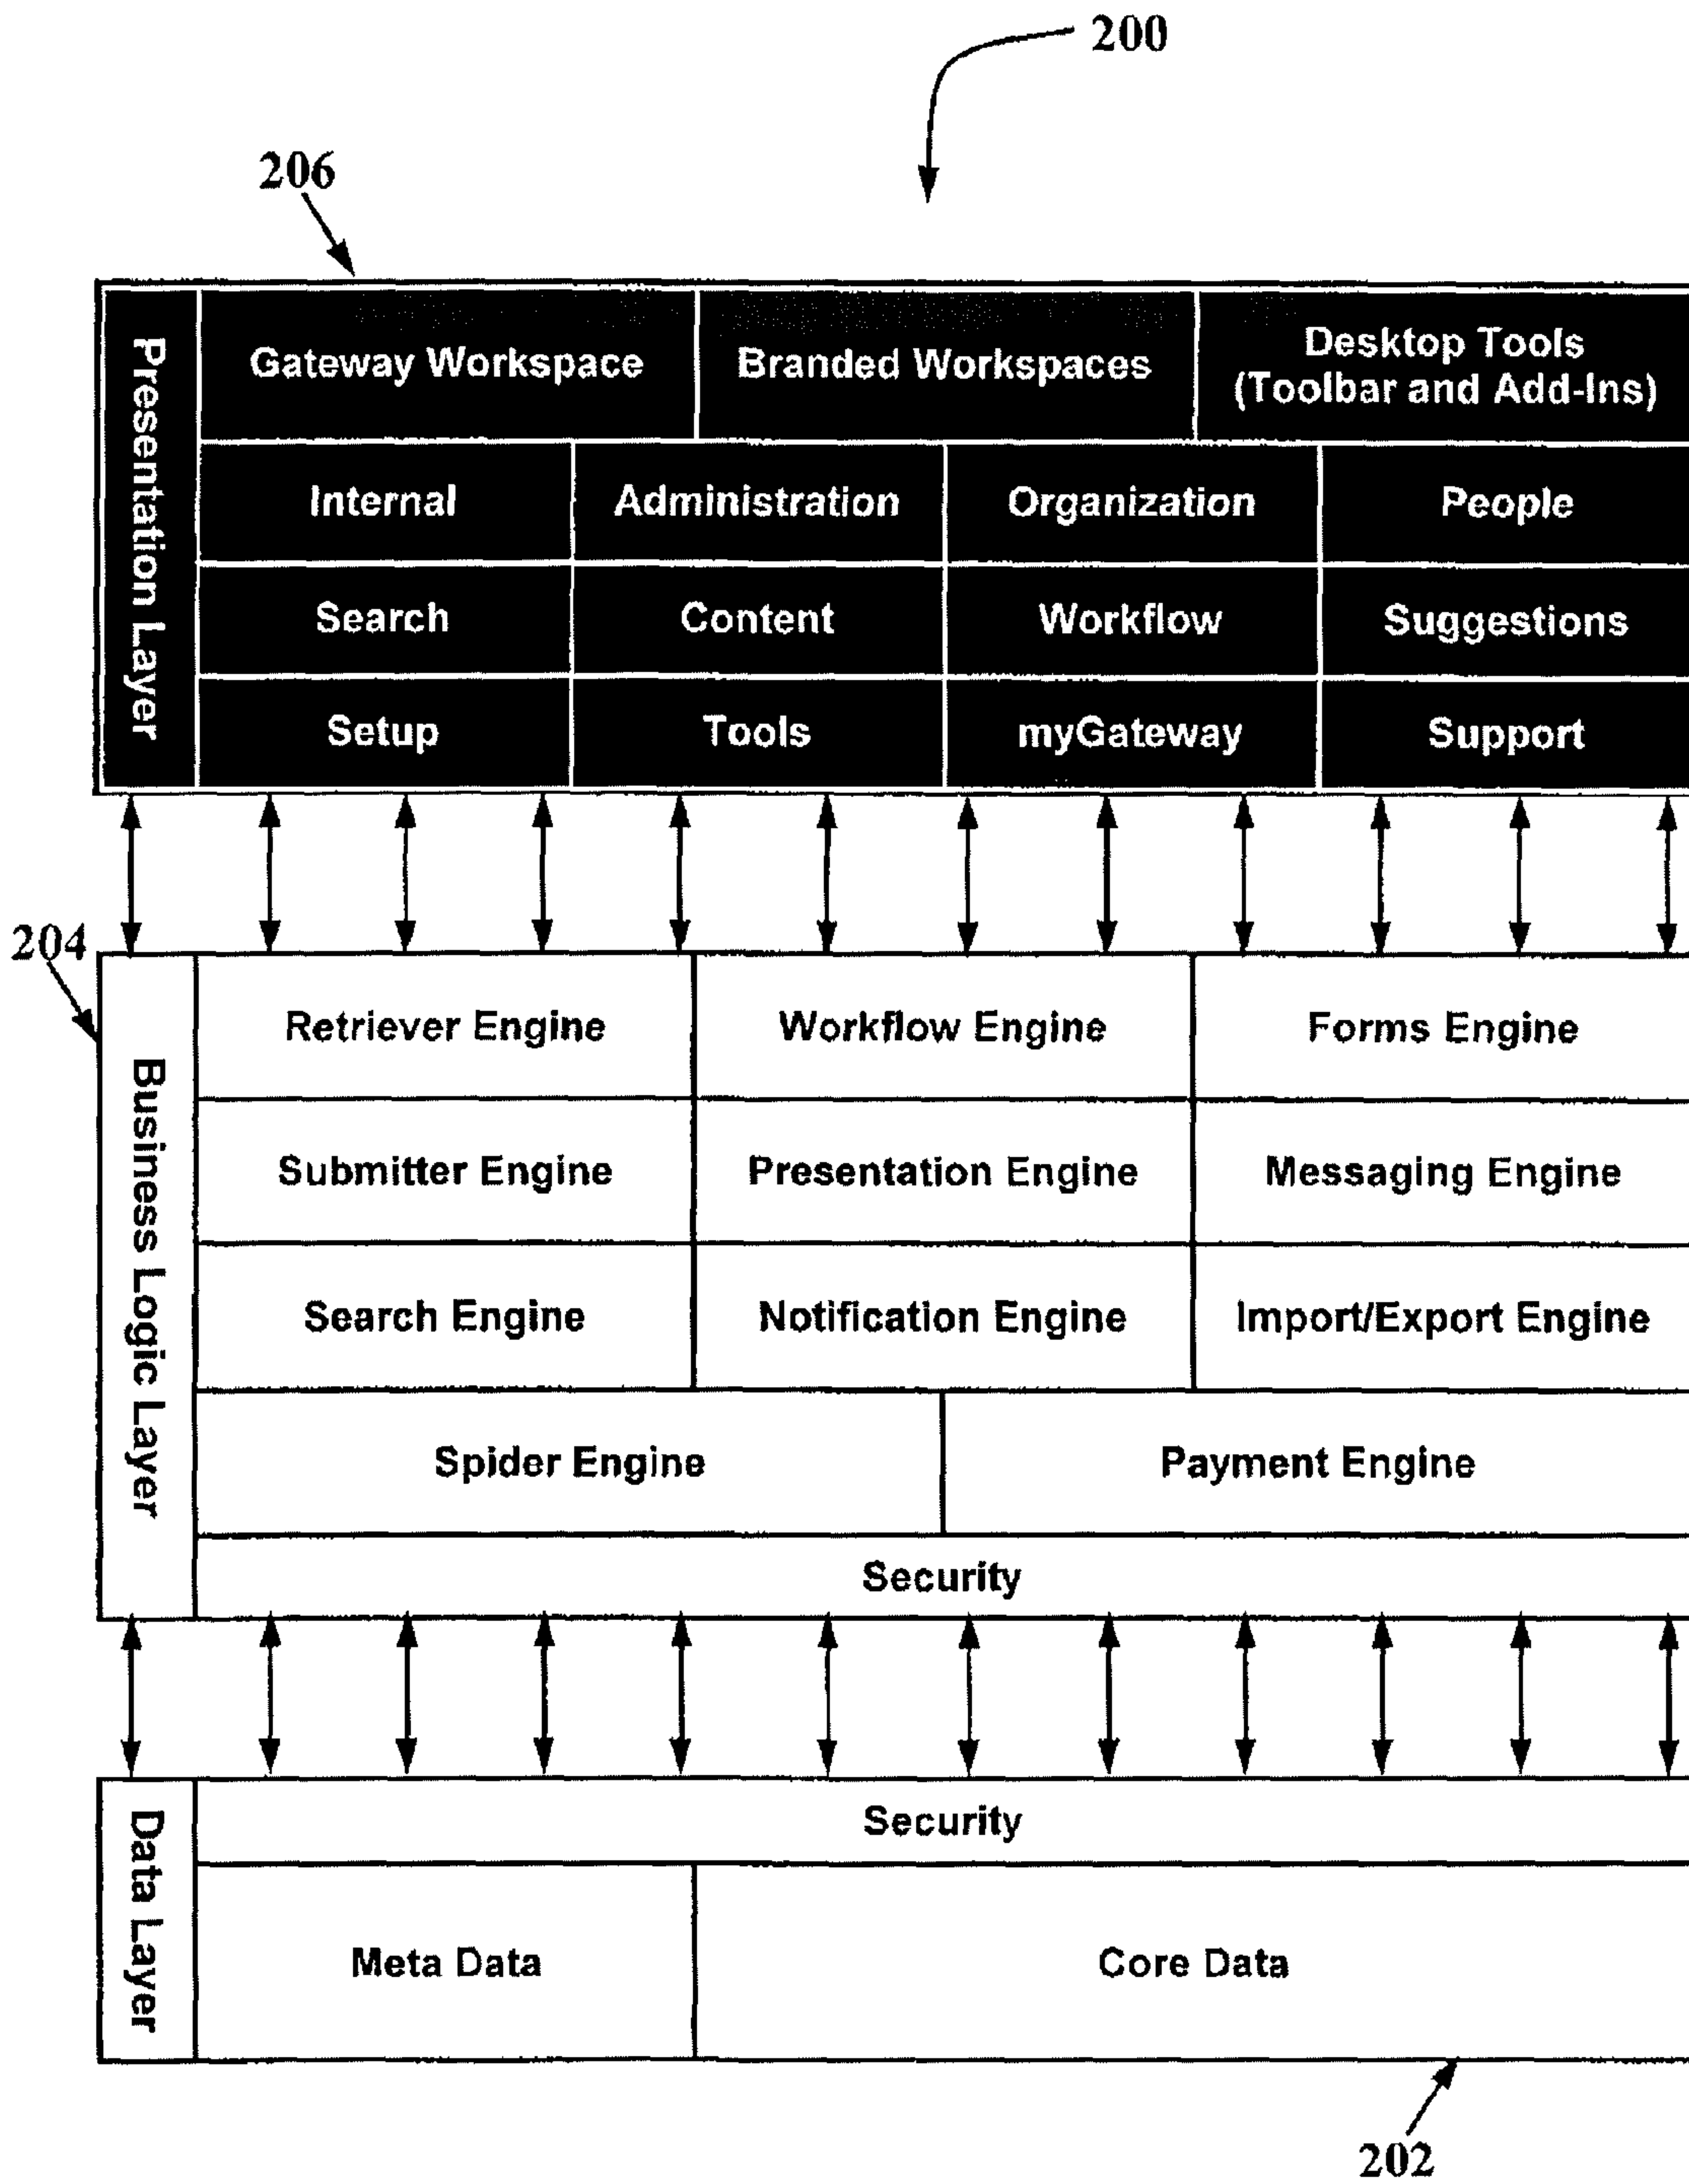 200
206
Presentation Layer
Gateway Workspace
Branded Workspaces
Desktop Tools
(Toolbar and Add-Ins)
Internal
Administration
Organization
People
Search
Content
Workflow
Suggestions
Setup
Tools
myGateway
Support
204
Business Logic Layer
Retriever Engine
Workflow Engine
Forms Engine
Submitter Engine
Presentation Engine
Messaging Engine
Search Engine
Notification Engine
Import/Export Engine
Spider Engine
Payment Engine
Security
Data Layer
Security
Meta Data
Core Data
202